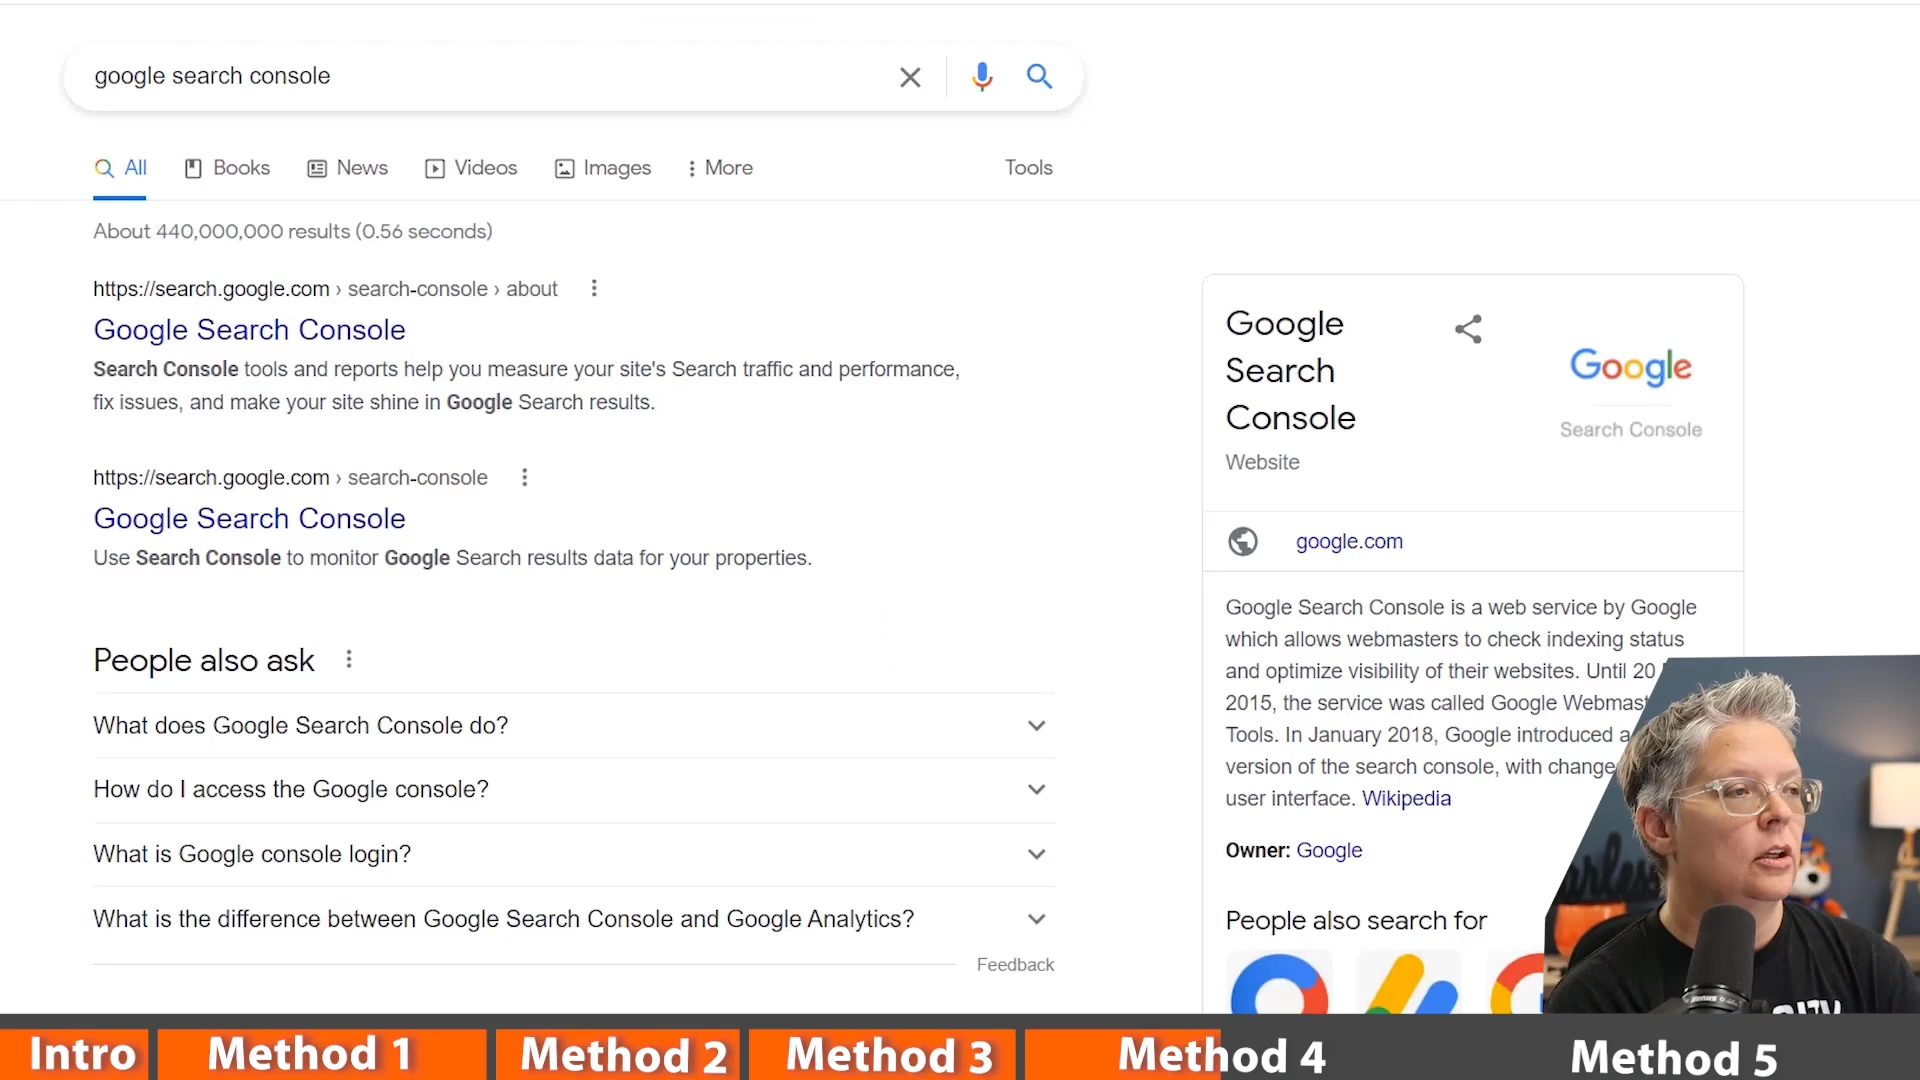 google search console
All Books News Videos Images More Tools
About 440,000,000 results (0.56 seconds)
https://search.google.com › search-console › about
Google Search Console
Search Console tools and reports help you measure your site's Search traffic and performance,
fix issues, and make your site shine in Google Search results.
https://search.google.com › search-console
Google Search Console
Use Search Console to monitor Google Search results data for your properties.
People also ask
What does Google Search Console do?
How do I access the Google console?
What is Google console login?
What is the difference between Google Search Console and Google Analytics?
Feedback
Google
Search
Console
Website
Google
Search Console
google.com
Google Search Console is a web service by Google
which allows webmasters to check indexing status
and optimize visibility of their websites. Until 20
2015, the service was called Google
Tools. In January 2018, Google introduced a
version of the search console, with
user interface. Wikipedia
Owner: Google
People also search for
Intro Method 1 Method 2 Method 3 Method 4 Method 5